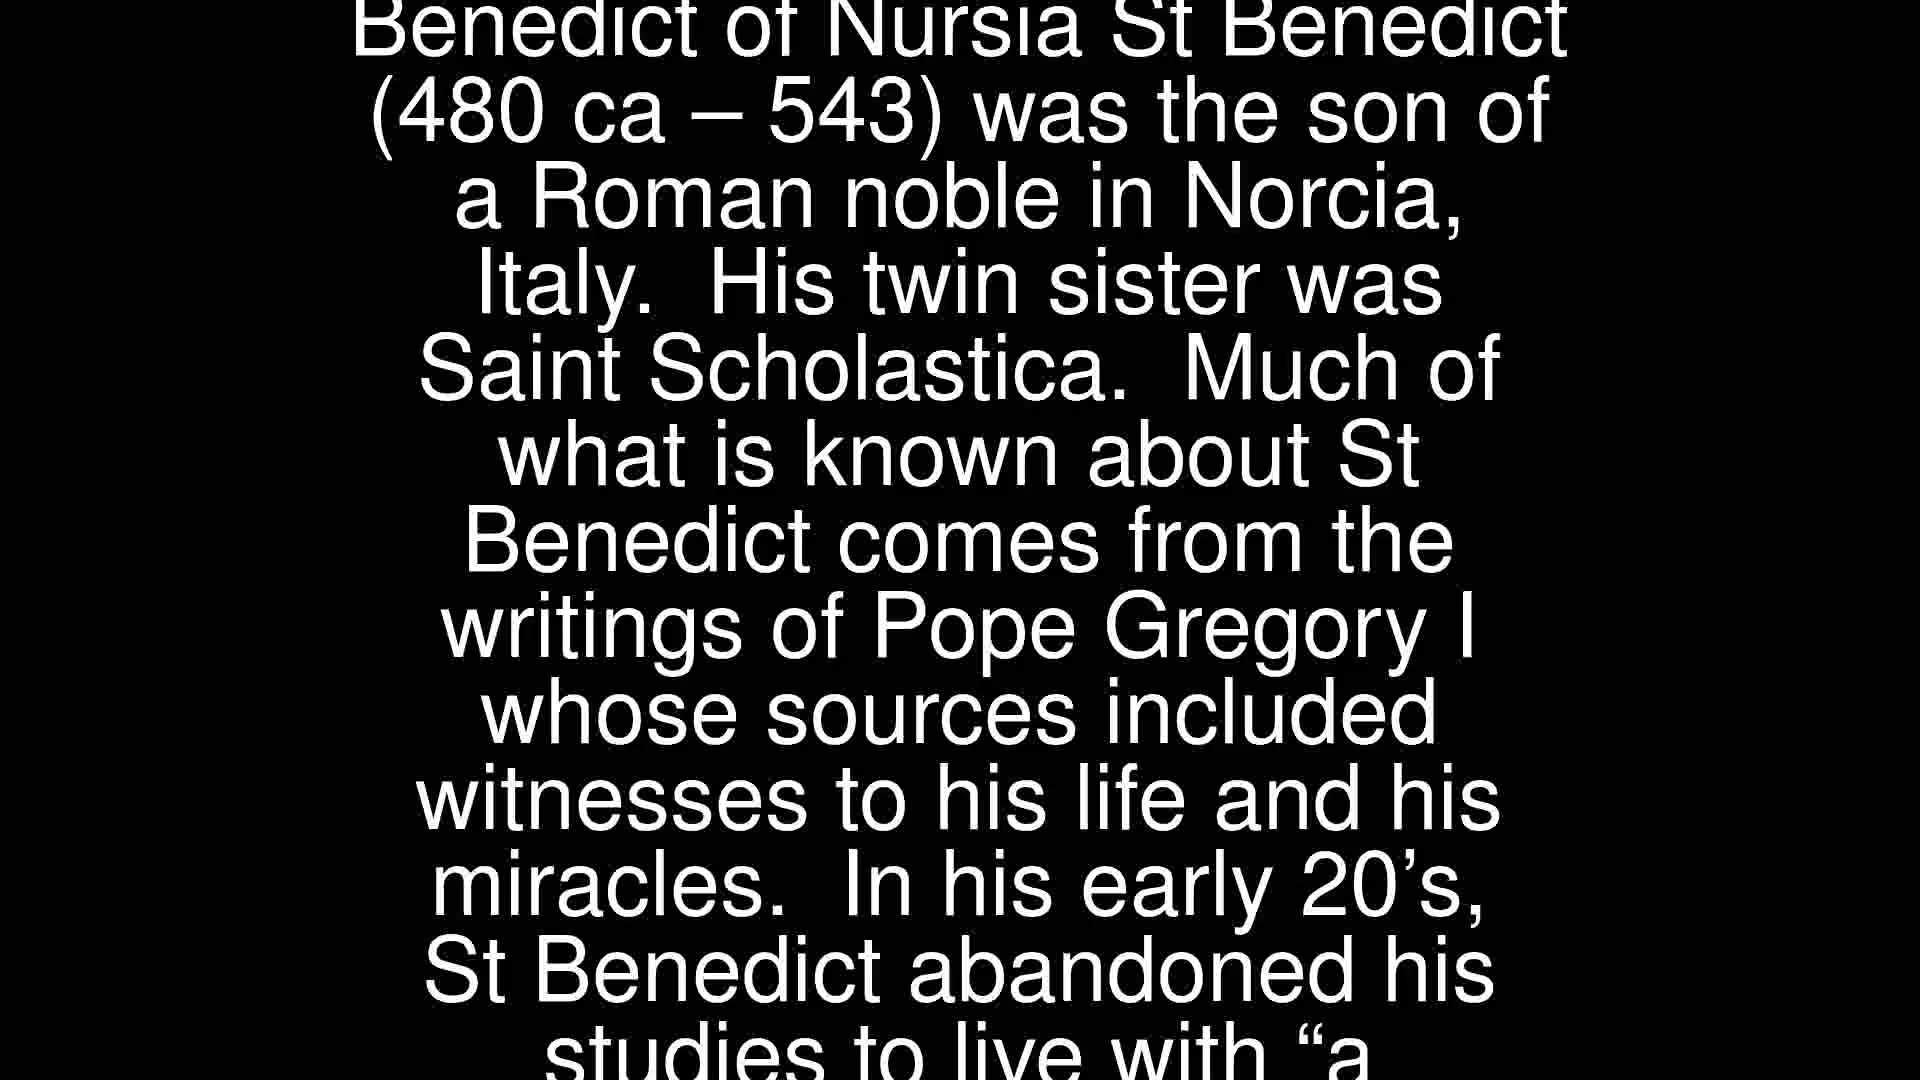 Benedict of Nursia St Benedict
(480 ca – 543) was the son of
a Roman noble in Norcia,
Italy.  His twin sister was
Saint Scholastica.  Much of
what is known about St
Benedict comes from the
writings of Pope Gregory I
whose sources included
witnesses to his life and his
miracles.  In his early 20’s,
St Benedict abandoned his
studies to live with “a